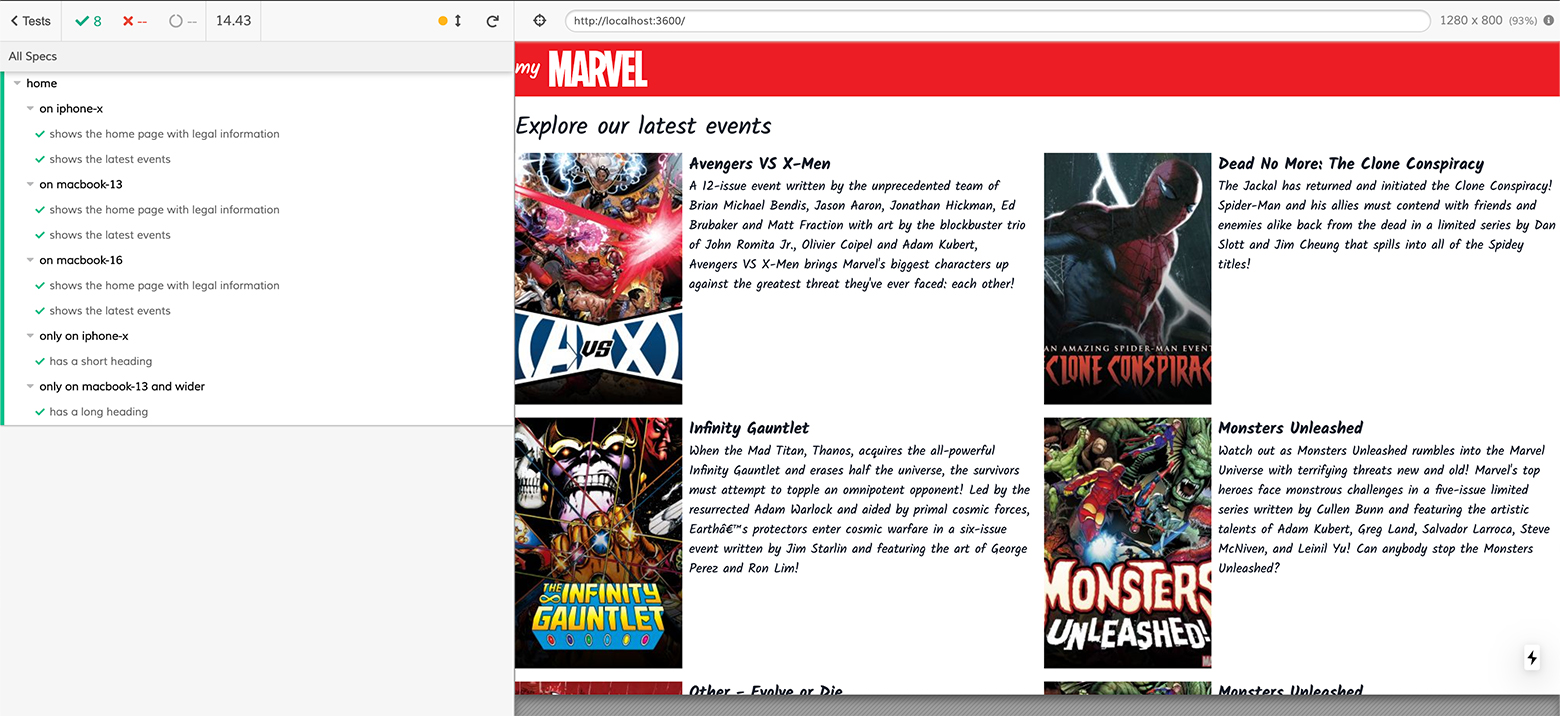 Tests 8 -- -- 14.43
http://localhost:3600/ 1280 x 800 (93%)
All Specs
home
on iphone-x
shows the home page with legal information
shows the latest events
on macbook-13
shows the home page with legal information
shows the latest events
on macbook-16
shows the home page with legal information
shows the latest events
only on iphone-x
has a short heading
only on macbook-13 and wider
has a long heading
my MARVEL
Explore our latest events
(A VS X)
Avengers VS X-Men
A 12-issue event written by the unprecedented team of
Brian Michael Bendis, Jason Aaron, Jonathan Hickman, Ed
Brubaker and Matt Fraction with art by the blockbuster trio
of John Romita Jr., Olivier Coipel and Adam Kubert,
Avengers VS X-Men brings Marvel's biggest characters up
against the greatest threat they've ever faced: each other!
AN AMAZING SPIDER-MAN EVENT
CLONE CONSPIRAC
Dead No More: The Clone Conspiracy
The Jackal has returned and initiated the Clone Conspiracy!
Spider-Man and his allies must contend with friends and
enemies alike back from the dead in a limited series by Dan
Slott and Jim Cheung that spills into all of the Spidey
titles!
THE
INFINITY
GAUNTLET
Infinity Gauntlet
When the Mad Titan, Thanos, acquires the all-powerful
Infinity Gauntlet and erases half the universe, the survivors
must attempt to topple an omnipotent opponent! Led by the
resurrected Adam Warlock and aided by primal cosmic forces,
Earthâ€™s protectors enter cosmic warfare in a six-issue
event written by Jim Starlin and featuring the art of George
Perez and Ron Lim!
MONSTERS
UNLEASHED!
Monsters Unleashed
Watch out as Monsters Unleashed rumbles into the Marvel
Universe with terrifying threats new and old! Marvel's top
heroes face monstrous challenges in a five-issue limited
series written by Cullen Bunn and featuring the artistic
talents of Adam Kubert, Greg Land, Salvador Larroca, Steve
McNiven, and Leinil Yu! Can anybody stop the Monsters
Unleashed?
Other - Evolve or Die
Monsters Unleashed